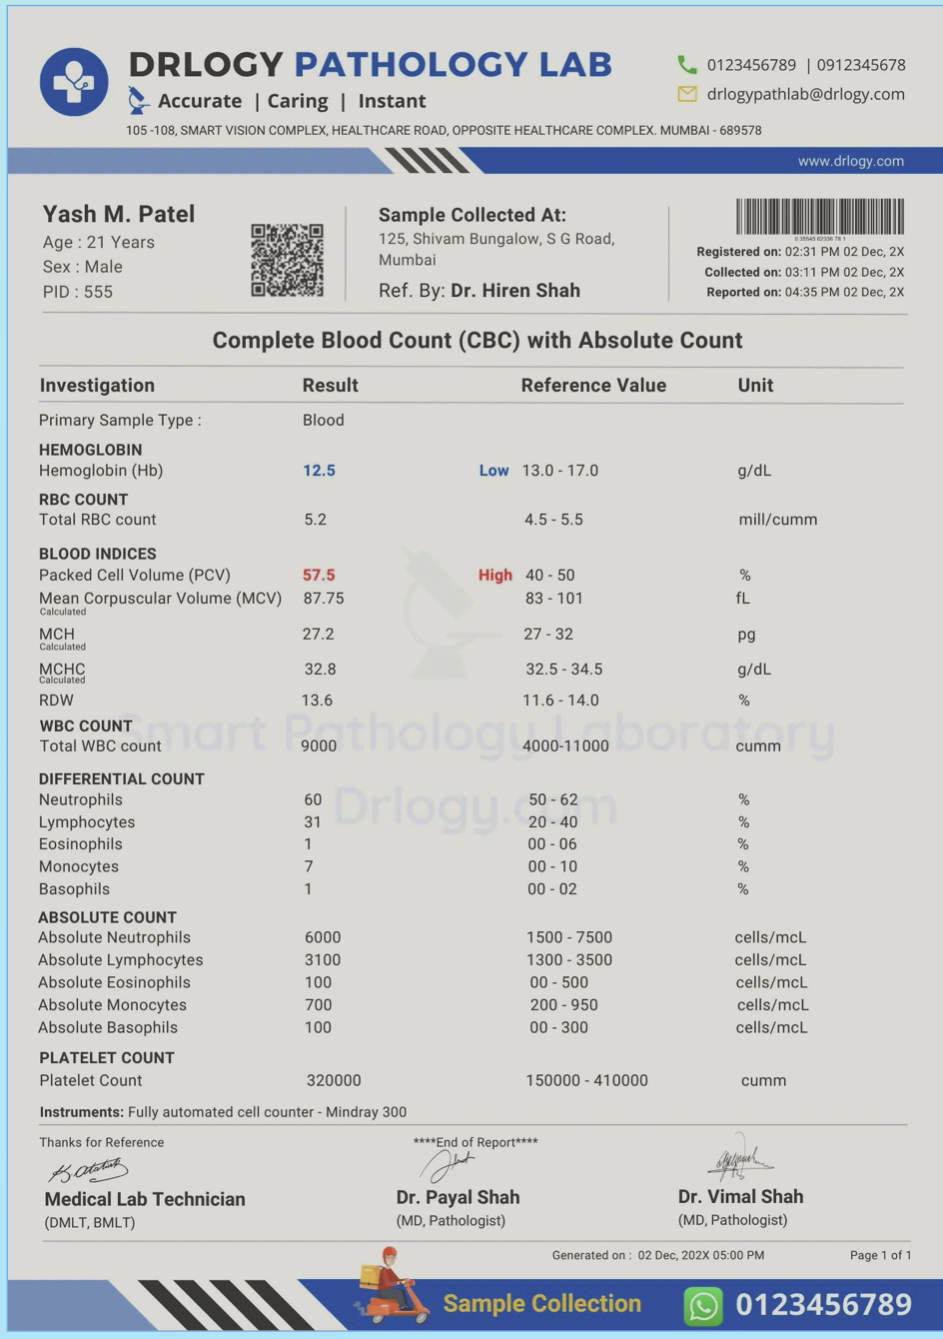 DRLOGY PATHOLOGY LAB
Accurate | Caring | Instant
0123456789 | 0912345678
drlogypathlab@drlogy.com
105 -108, SMART VISION COMPLEX, HEALTHCARE ROAD, OPPOSITE HEALTHCARE COMPLEX. MUMBAI - 689578
www.drlogy.com
Yash M. Patel
Age : 21 Years
Sex : Male
PID : 555
Sample Collected At:
125, Shivam Bungalow, S G Road,
Mumbai
Ref. By: Dr. Hiren Shah
Registered on: 02:31 PM 02 Dec, 2X
Collected on: 03:11 PM 02 Dec, 2X
Reported on: 04:35 PM 02 Dec, 2X
Complete Blood Count (CBC) with Absolute Count
Investigation Result Reference Value Unit
Primary Sample Type : Blood
HEMOGLOBIN
Hemoglobin (Hb) 12.5 Low 13.0 - 17.0 g/dL
RBC COUNT
Total RBC count 5.2 4.5 - 5.5 mill/cumm
BLOOD INDICES
Packed Cell Volume (PCV) 57.5 High 40 - 50 %
Mean Corpuscular Volume (MCV) 87.75 83 - 101 fL
Calculated
MCH 27.2 27 - 32 pg
Calculated
MCHC 32.8 32.5 - 34.5 g/dL
Calculated
RDW 13.6 11.6 - 14.0 %
Smart Pathology Laboratory
WBC COUNT
Total WBC count 9000 4000-11000 cumm
DIFFERENTIAL COUNT
Neutrophils 60 50 - 62 %
Drlogy.com
Lymphocytes 31 20 - 40 %
Eosinophils 1 00 - 06 %
Monocytes 7 00 - 10 %
Basophils 1 00 - 02 %
ABSOLUTE COUNT
Absolute Neutrophils 6000 1500 - 7500 cells/mcL
Absolute Lymphocytes 3100 1300 - 3500 cells/mcL
Absolute Eosinophils 100 00 - 500 cells/mcL
Absolute Monocytes 700 200 - 950 cells/mcL
Absolute Basophils 100 00 - 300 cells/mcL
PLATELET COUNT
Platelet Count 320000 150000 - 410000 cumm
Instruments: Fully automated cell counter - Mindray 300
Thanks for Reference ****End of Report****
Medical Lab Technician
(DMLT, BMLT)
Dr. Payal Shah
(MD, Pathologist)
Dr. Vimal Shah
(MD, Pathologist)
Generated on : 02 Dec, 202X 05:00 PM Page 1 of 1
Sample Collection 0123456789